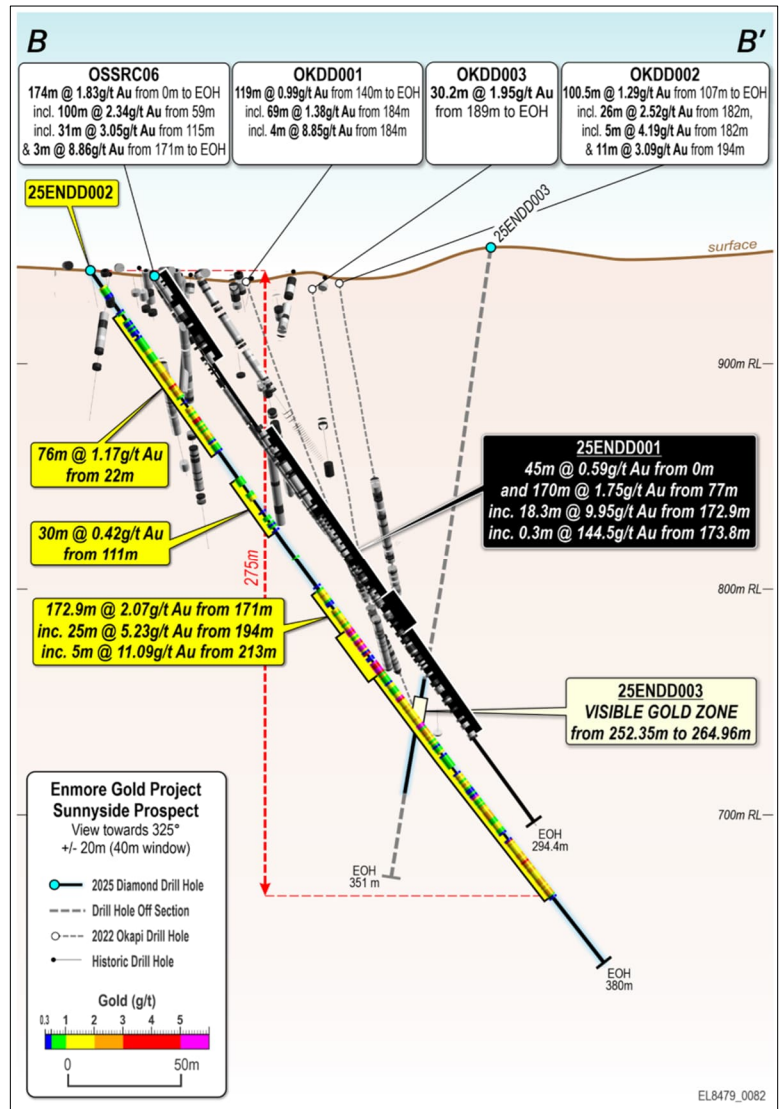 B
B'
OSSRC06
174m @ 1.83g/t Au from 0m to EOH
incl. 100m @ 2.34g/t Au from 59m
incl. 31m @ 3.05g/t Au from 115m
& 3m @ 8.86g/t Au from 171m to EOH
OKDD001
119m @ 0.99g/t Au from 140m to EOH
incl. 69m @ 1.38g/t Au from 184m
incl. 4m @ 8.85g/t Au from 184m
OKDD003
30.2m @ 1.95g/t Au
from 189m to EOH
OKDD002
100.5m @ 1.29g/t Au from 107m to EOH
incl. 26m @ 2.52g/t Au from 182m,
incl. 5m @ 4.19g/t Au from 182m
& 11m @ 3.09g/t Au from 194m
25ENDD002
25ENDD003
surface
900m RL
76m @ 1.17g/t Au
from 22m
25ENDD001
45m @ 0.59g/t Au from 0m
and 170m @ 1.75g/t Au from 77m
inc. 18.3m @ 9.95g/t Au from 172.9m
inc. 0.3m @ 144.5g/t Au from 173.8m
30m @ 0.42g/t Au
from 111m
275m
800m RL
172.9m @ 2.07g/t Au from 171m
inc. 25m @ 5.23g/t Au from 194m
inc. 5m @ 11.09g/t Au from 213m
25ENDD003
VISIBLE GOLD ZONE
from 252.35m to 264.96m
700m RL
EOH
294.4m
EOH
351 m
EOH
380m
Enmore Gold Project
Sunnyside Prospect
View towards 325°
+/- 20m (40m window)
2025 Diamond Drill Hole
Drill Hole Off Section
2022 Okapi Drill Hole
Historic Drill Hole
Gold (g/t)
0.3 1 2 3 4 5
0 50m
EL8479_0082